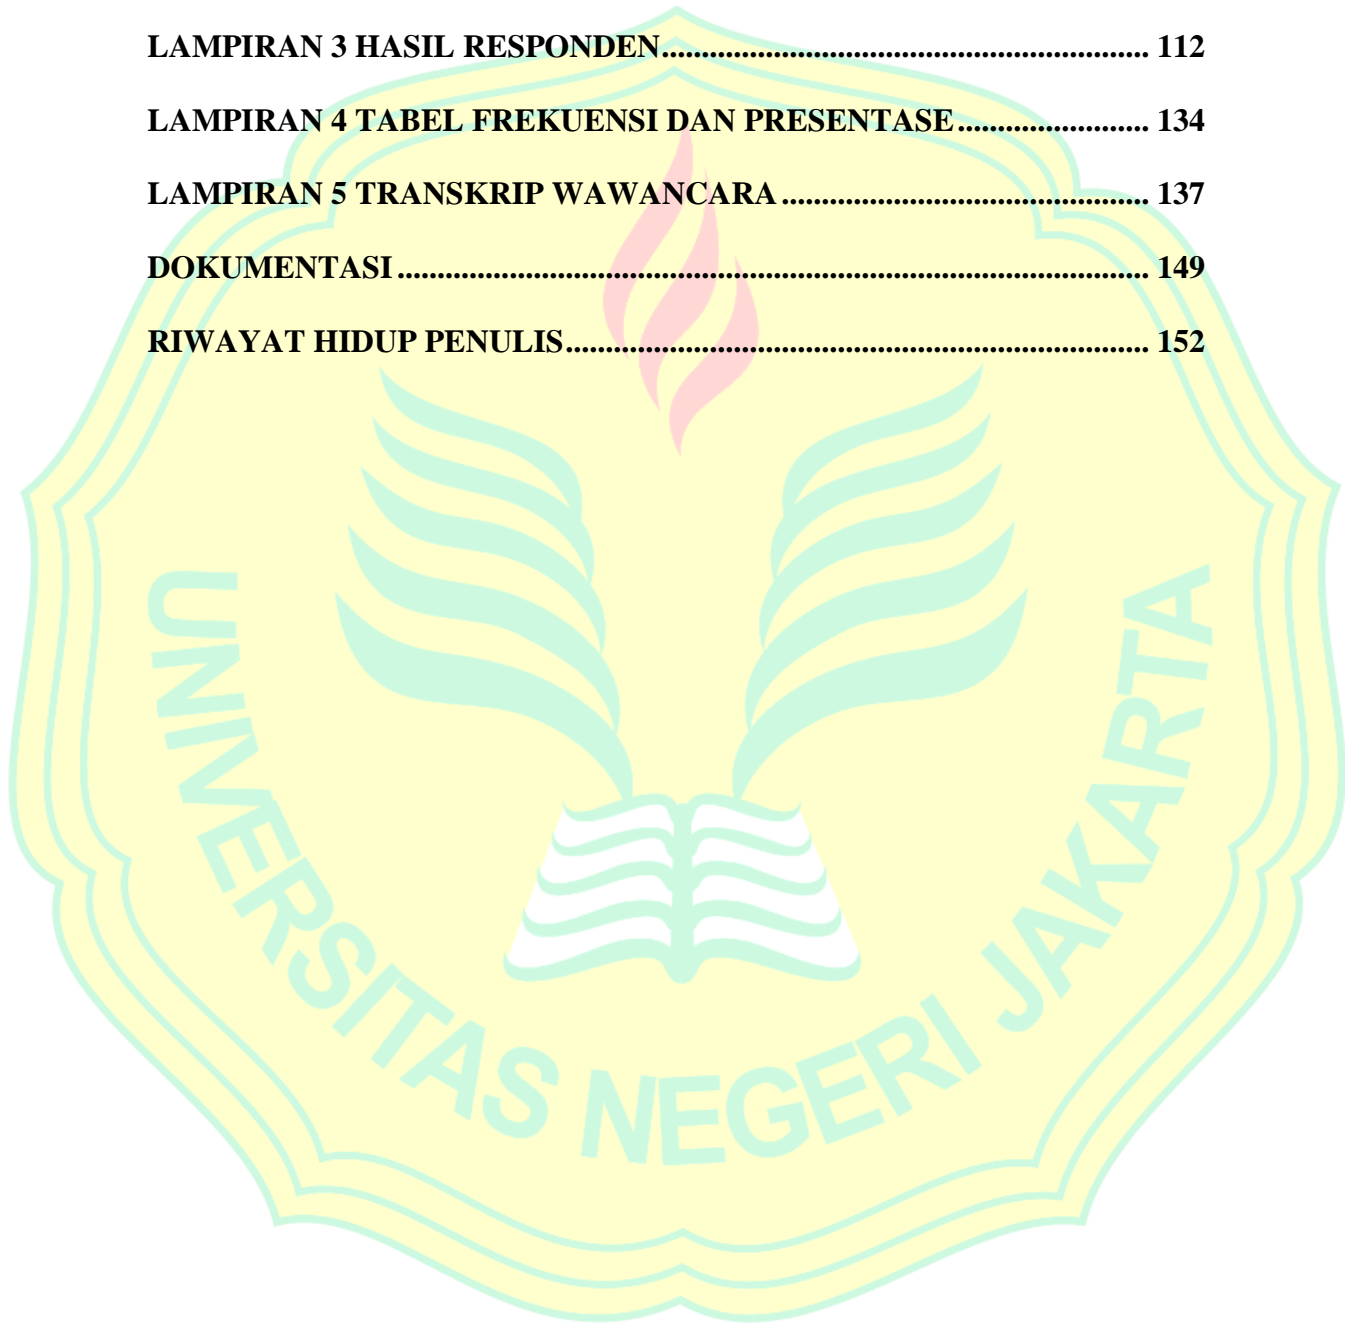 LAMPIRAN 3 HASIL RESPONDEN............................................................. 112
LAMPIRAN 4 TABEL FREKUENSI DAN PRESENTASE........................ 134
LAMPIRAN 5 TRANSKRIP WAWANCARA .............................................. 137
DOKUMENTASI ............................................................................................... 149
RIWAYAT HIDUP PENULIS.......................................................................... 152
UNIVERSITAS NEGERI JAKARTA